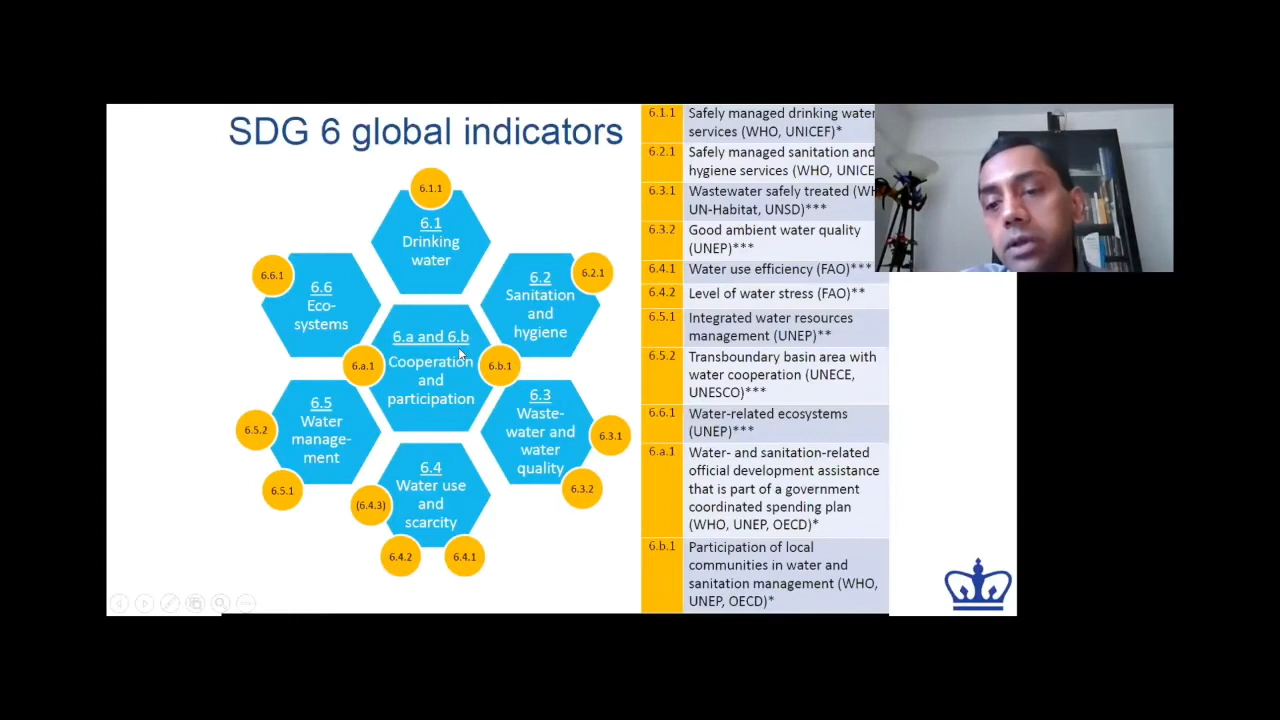 SDG 6 global indicators
6.1.1
6.1
Drinking
water
6.6.1
6.6
Eco-
systems
6.2.1
6.2
Sanitation
and
hygiene
6.a and 6.b
Cooperation
and
participation
6.a.1
6.b.1
6.5.2
6.5
Water
manage-
ment
6.5.1
6.3
Waste-
water and
water
quality
6.3.1
6.3.2
6.4
Water use
and
scarcity
(6.4.3)
6.4.2
6.4.1
6.1.1 Safely managed drinking water
services (WHO, UNICEF)*
6.2.1 Safely managed sanitation and
hygiene services (WHO, UNICE
6.3.1 Wastewater safely treated (WH
UN-Habitat, UNSD)***
6.3.2 Good ambient water quality
(UNEP)***
6.4.1 Water use efficiency (FAO)***
6.4.2 Level of water stress (FAO)**
6.5.1 Integrated water resources
management (UNEP)**
6.5.2 Transboundary basin area with
water cooperation (UNECE,
UNESCO)***
6.6.1 Water-related ecosystems
(UNEP)***
6.a.1 Water- and sanitation-related
official development assistance
that is part of a government
coordinated spending plan
(WHO, UNEP, OECD)*
6.b.1 Participation of local
communities in water and
sanitation management (WHO,
UNEP, OECD)*